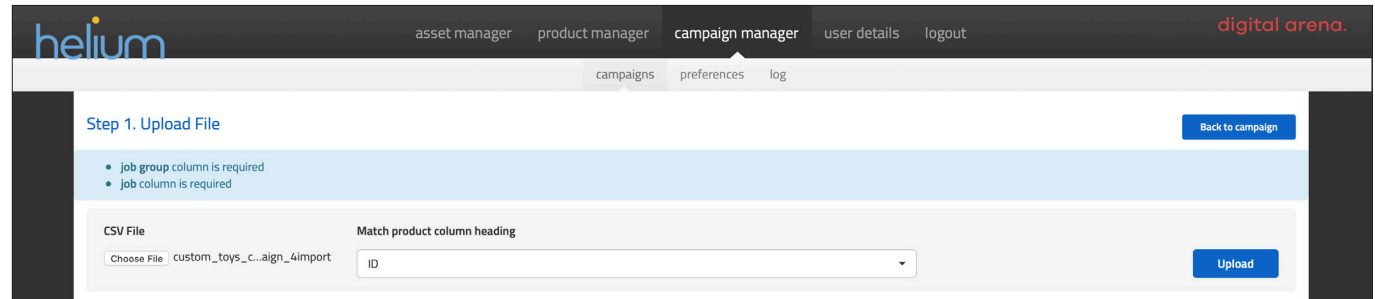 helium
asset manager product manager campaign manager user details logout
digital arena.
campaigns preferences log
Step 1. Upload File
Back to campaign
• job group column is required
• job column is required
CSV File
Match product column heading
Choose File custom_toys_c...aign_4import
ID
Upload